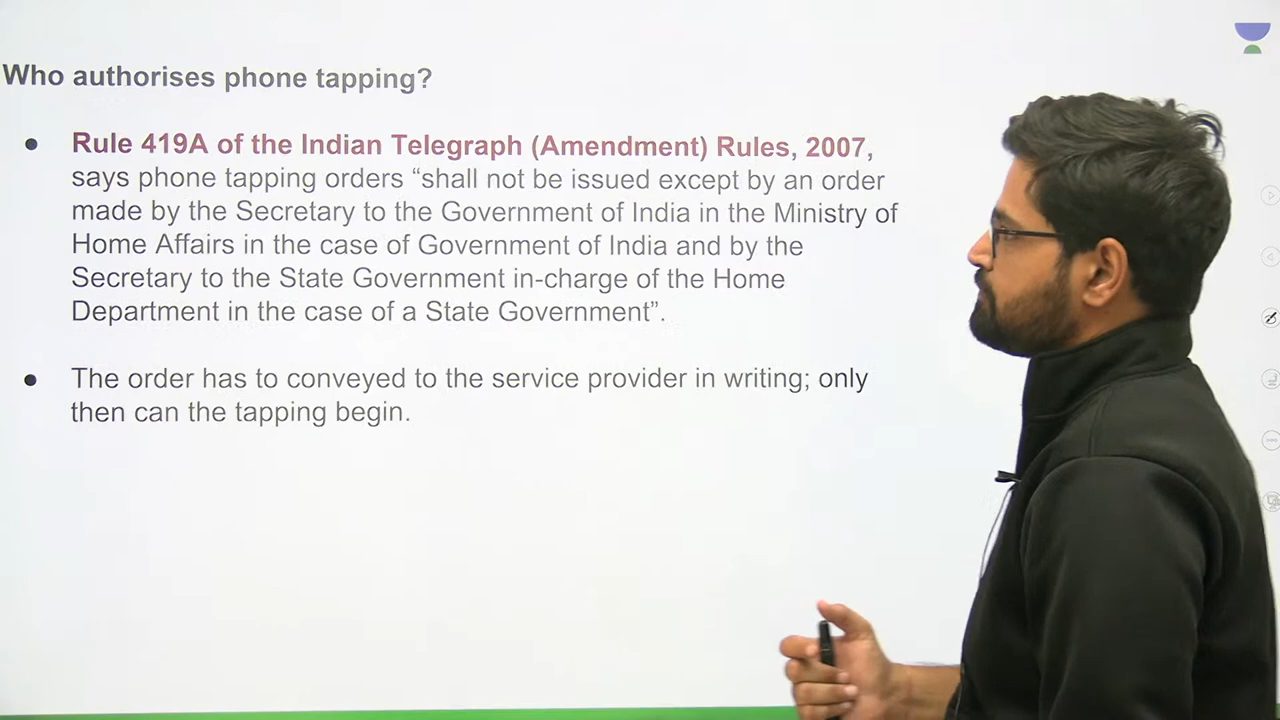 Who authorises phone tapping?
● Rule 419A of the Indian Telegraph (Amendment) Rules, 2007,
says phone tapping orders “shall not be issued except by an order
made by the Secretary to the Government of India in the Ministry of
Home Affairs in the case of Government of India and by the
Secretary to the State Government in-charge of the Home
Department in the case of a State Government”.
● The order has to conveyed to the service provider in writing; only
then can the tapping begin.